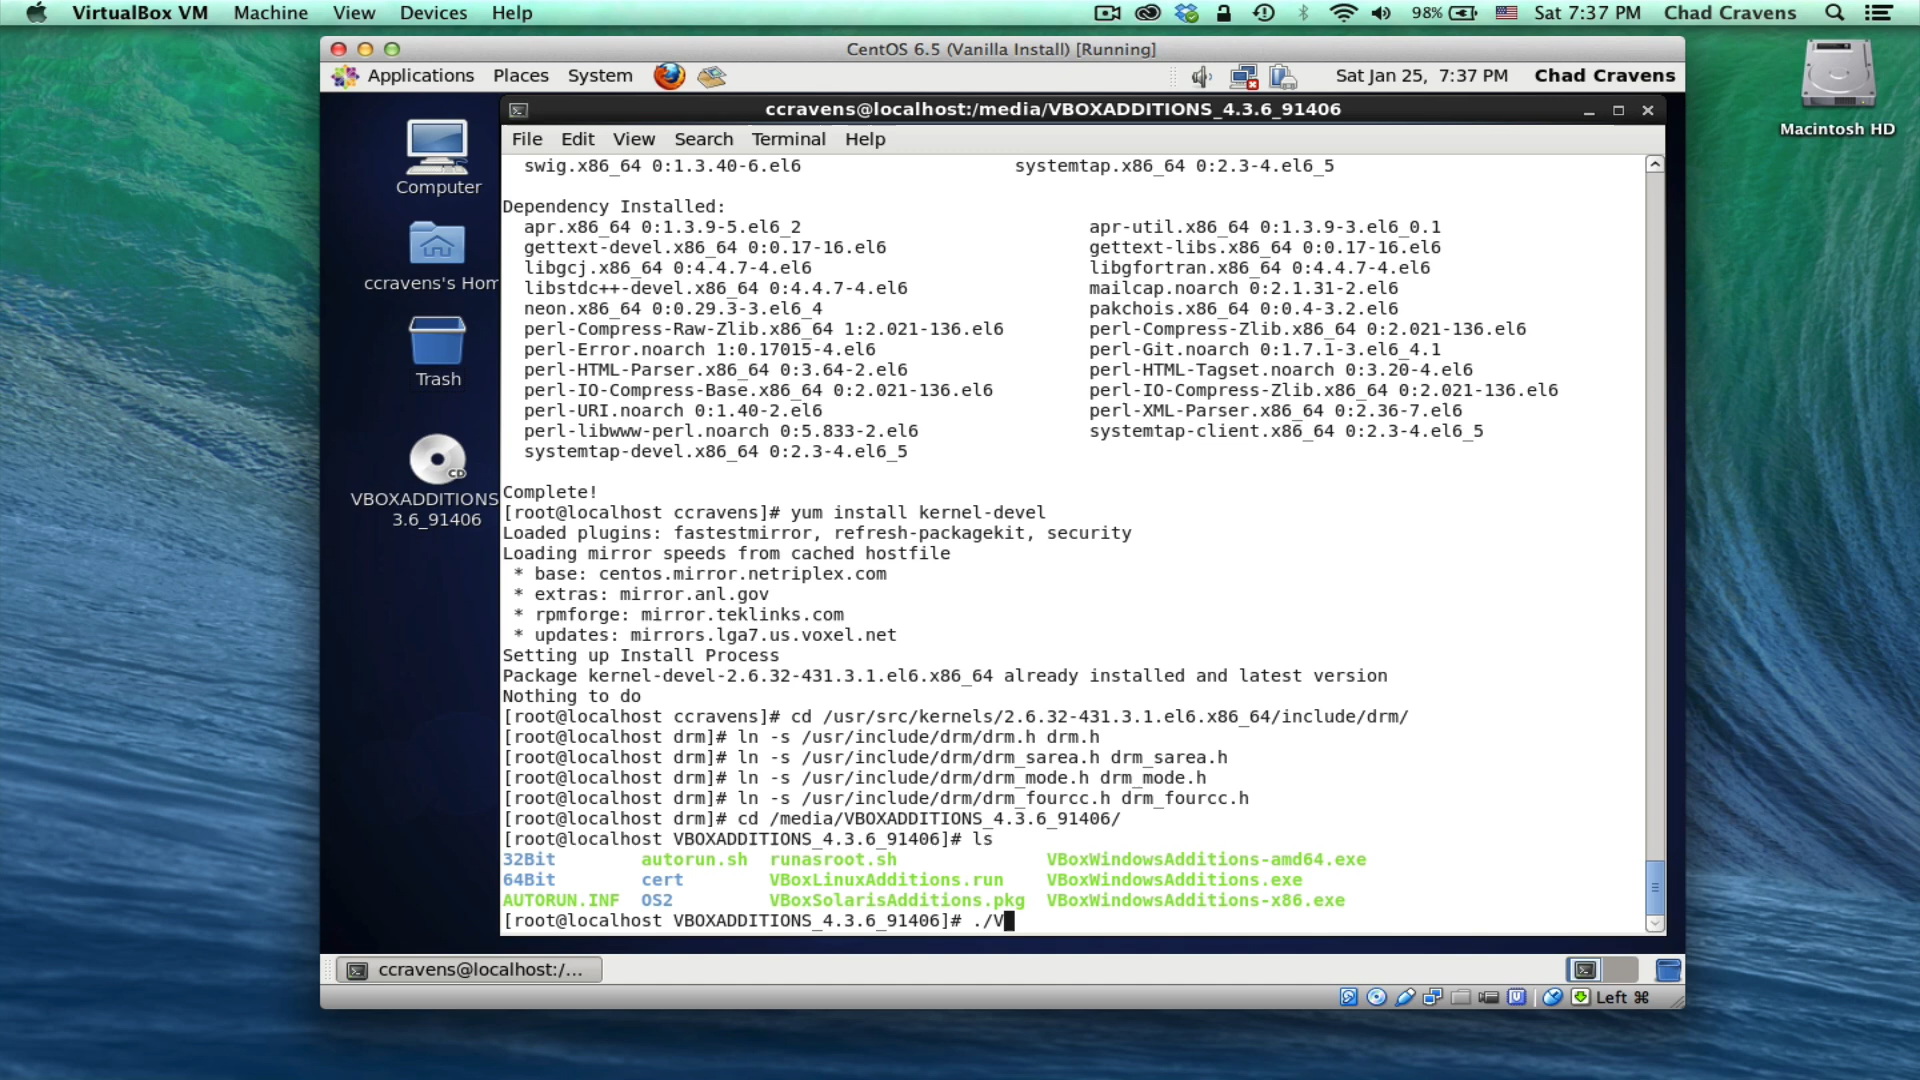 VirtualBox VM Machine View Devices Help 98% Sat 7:37 PM Chad Cravens
CentOS 6.5 (Vanilla Install) [Running]
Applications Places System Sat Jan 25, 7:37 PM Chad Cravens
Macintosh HD
ccravens@localhost:/media/VBOXADDITIONS_4.3.6_91406
File Edit View Search Terminal Help
Computer
ccravens's Hom
Trash
CD
VBOXADDITIONS
3.6_91406
swig.x86_64 0:1.3.40-6.el6 systemtap.x86_64 0:2.3-4.el6_5
Dependency Installed:
apr.x86_64 0:1.3.9-5.el6_2 apr-util.x86_64 0:1.3.9-3.el6_0.1
gettext-devel.x86_64 0:0.17-16.el6 gettext-libs.x86_64 0:0.17-16.el6
libgcj.x86_64 0:4.4.7-4.el6 libgfortran.x86_64 0:4.4.7-4.el6
libstdc++-devel.x86_64 0:4.4.7-4.el6 mailcap.noarch 0:2.1.31-2.el6
neon.x86_64 0:0.29.3-3.el6_4 pakchois.x86_64 0:0.4-3.2.el6
perl-Compress-Raw-Zlib.x86_64 1:2.021-136.el6 perl-Compress-Zlib.x86_64 0:2.021-136.el6
perl-Error.noarch 1:0.17015-4.el6 perl-Git.noarch 0:1.7.1-3.el6_4.1
perl-HTML-Parser.x86_64 0:3.64-2.el6 perl-HTML-Tagset.noarch 0:3.20-4.el6
perl-IO-Compress-Base.x86_64 0:2.021-136.el6 perl-IO-Compress-Zlib.x86_64 0:2.021-136.el6
perl-URI.noarch 0:1.40-2.el6 perl-XML-Parser.x86_64 0:2.36-7.el6
perl-libwww-perl.noarch 0:5.833-2.el6 systemtap-client.x86_64 0:2.3-4.el6_5
systemtap-devel.x86_64 0:2.3-4.el6_5
Complete!
[root@localhost ccravens]# yum install kernel-devel
Loaded plugins: fastestmirror, refresh-packagekit, security
Loading mirror speeds from cached hostfile
* base: centos.mirror.netriplex.com
* extras: mirror.anl.gov
* rpmforge: mirror.teklinks.com
* updates: mirrors.lga7.us.voxel.net
Setting up Install Process
Package kernel-devel-2.6.32-431.3.1.el6.x86_64 already installed and latest version
Nothing to do
[root@localhost ccravens]# cd /usr/src/kernels/2.6.32-431.3.1.el6.x86_64/include/drm/
[root@localhost drm]# ln -s /usr/include/drm/drm.h drm.h
[root@localhost drm]# ln -s /usr/include/drm/drm_sarea.h drm_sarea.h
[root@localhost drm]# ln -s /usr/include/drm/drm_mode.h drm_mode.h
[root@localhost drm]# ln -s /usr/include/drm/drm_fourcc.h drm_fourcc.h
[root@localhost drm]# cd /media/VBOXADDITIONS_4.3.6_91406/
[root@localhost VBOXADDITIONS_4.3.6_91406]# ls
32Bit autorun.sh runasroot.sh VBoxWindowsAdditions-amd64.exe
64Bit cert VBoxLinuxAdditions.run VBoxWindowsAdditions.exe
AUTORUN.INF OS2 VBoxSolarisAdditions.pkg VBoxWindowsAdditions-x86.exe
[root@localhost VBOXADDITIONS_4.3.6_91406]# ./V
ccravens@localhost:/...
Left ⌘